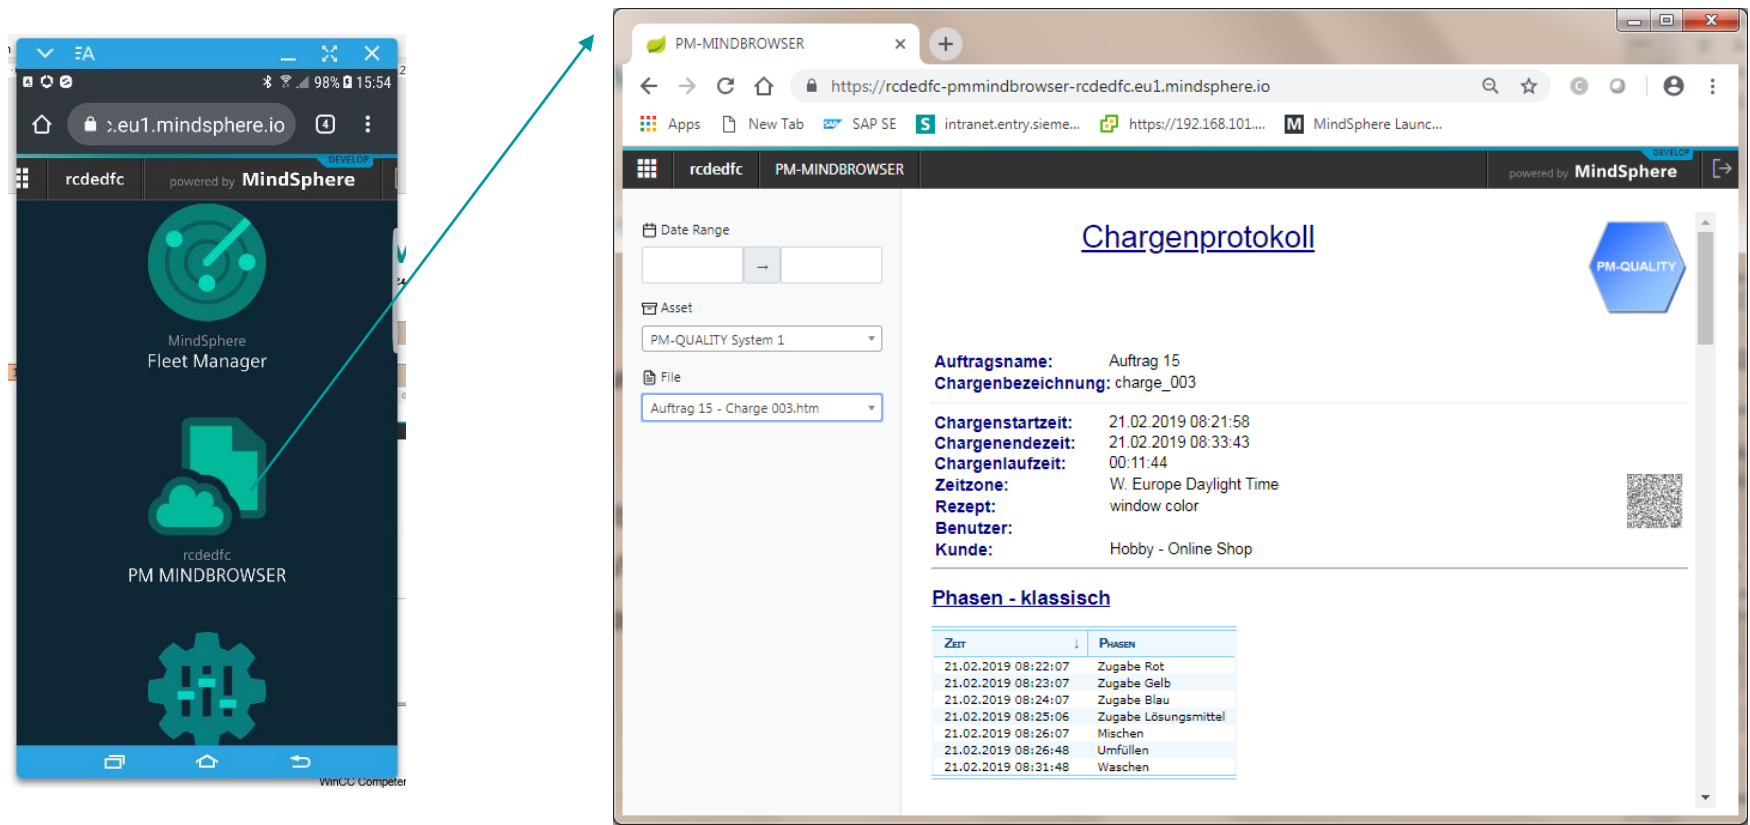 98% 15:54
:.eu1.mindsphere.io 4
DEVELOP
rcdedfc powered by MindSphere
MindSphere
Fleet Manager
rcdedfc
PM MINDBROWSER
WinCC Competer
PM-MINDBROWSER
https://rcdedfc-pmmindbrowser-rcdedfc.eu1.mindsphere.io
Apps New Tab SAP SE intranet.entry.sieme... https://192.168.101.... MindSphere Launc...
DEVELOP
rcdedfc PM-MINDBROWSER powered by MindSphere
Date Range
→
Asset
PM-QUALITY System 1
File
Auftrag 15 - Charge 003.htm
Chargenprotokoll
PM-QUALITY
Auftragsname: Auftrag 15
Chargenbezeichnung: charge_003
Chargenstartzeit: 21.02.2019 08:21:58
Chargenendezeit: 21.02.2019 08:33:43
Chargenlaufzeit: 00:11:44
Zeitzone: W. Europe Daylight Time
Rezept: window color
Benutzer:
Kunde: Hobby - Online Shop
Phasen - klassisch
Zeit ↓ Phasen
21.02.2019 08:22:07 Zugabe Rot
21.02.2019 08:23:07 Zugabe Gelb
21.02.2019 08:24:07 Zugabe Blau
21.02.2019 08:25:06 Zugabe Lösungsmittel
21.02.2019 08:26:07 Mischen
21.02.2019 08:26:48 Umfüllen
21.02.2019 08:31:48 Waschen